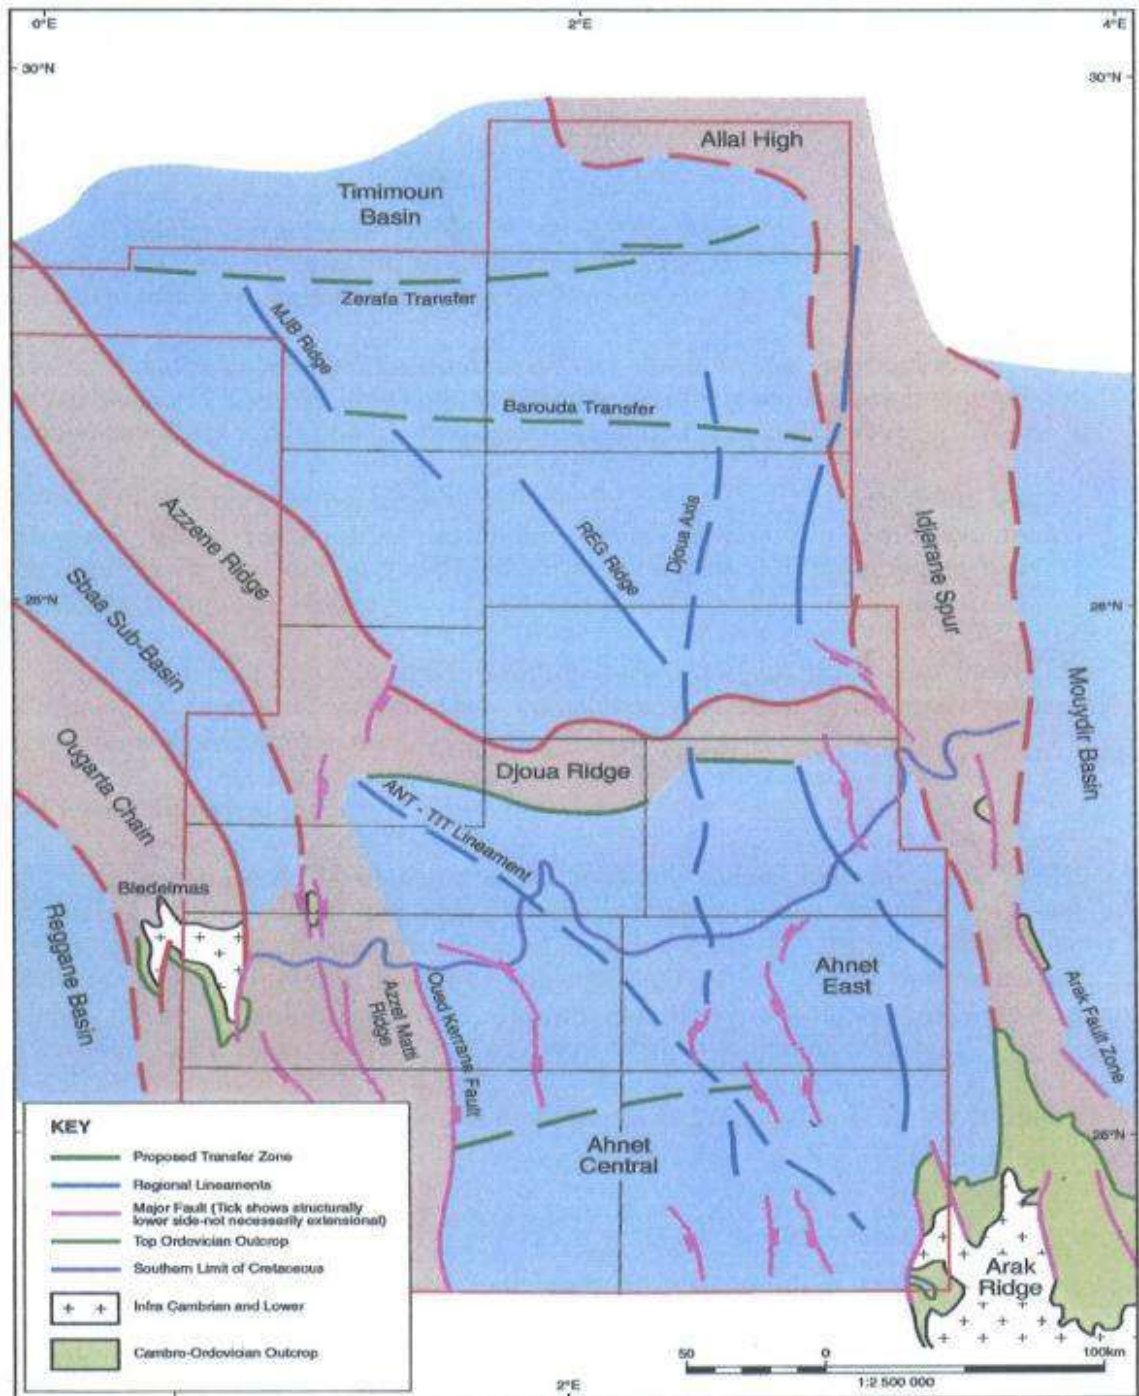 0°E
2°E
4°E
30°N
30°N
Allal High
Timimoun
Basin
Zerafa Transfer
MJB Ridge
Barouda Transfer
Azzene Ridge
REG Ridge
Djoua Axis
Idjerane Spur
Sbaa Sub-Basin
28°N
Mouydir Basin
Ougarta Chain
Djoua Ridge
ANT - TIT Lineament
Bledelmas
Reggane Basin
Azzel Matti
Ridge
Oued Kerrane Fault
Ahnet
East
Arak Fault Zone
Ahnet
Central
26°N
Arak
Ridge
KEY
Proposed Transfer Zone
Regional Lineaments
Major Fault (Tick shows structurally
lower side-not necessarily extensional)
Top Ordovician Outcrop
Southern Limit of Cretaceous
Infra Cambrian and Lower
Cambro-Ordovician Outcrop
50
0
100km
1:2 500 000
2°E